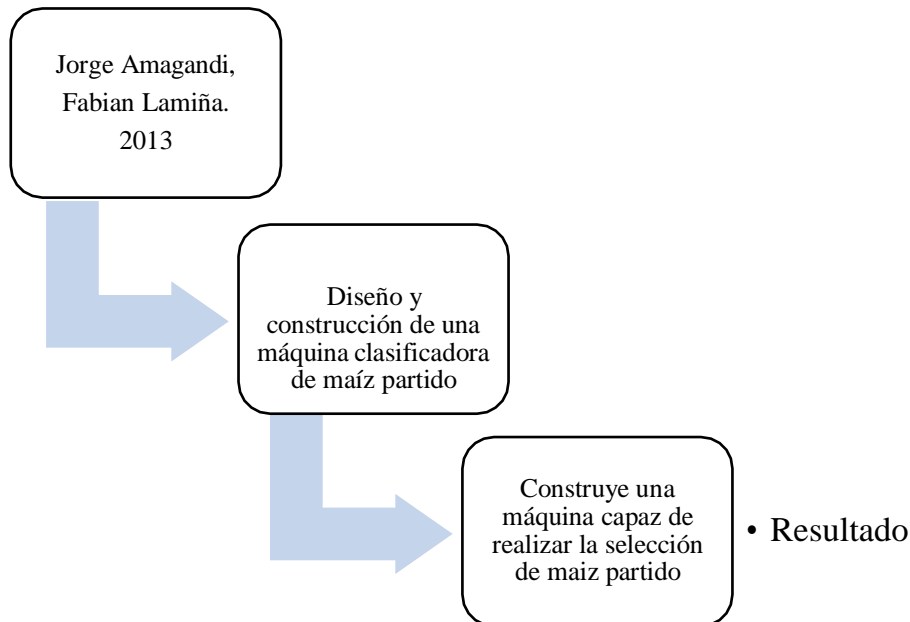 Jorge Amagandi,
Fabian Lamiña.
2013
Diseño y
construcción de una
máquina clasificadora
de maíz partido
Construye una
máquina capaz de
realizar la selección
de maiz partido
• Resultado